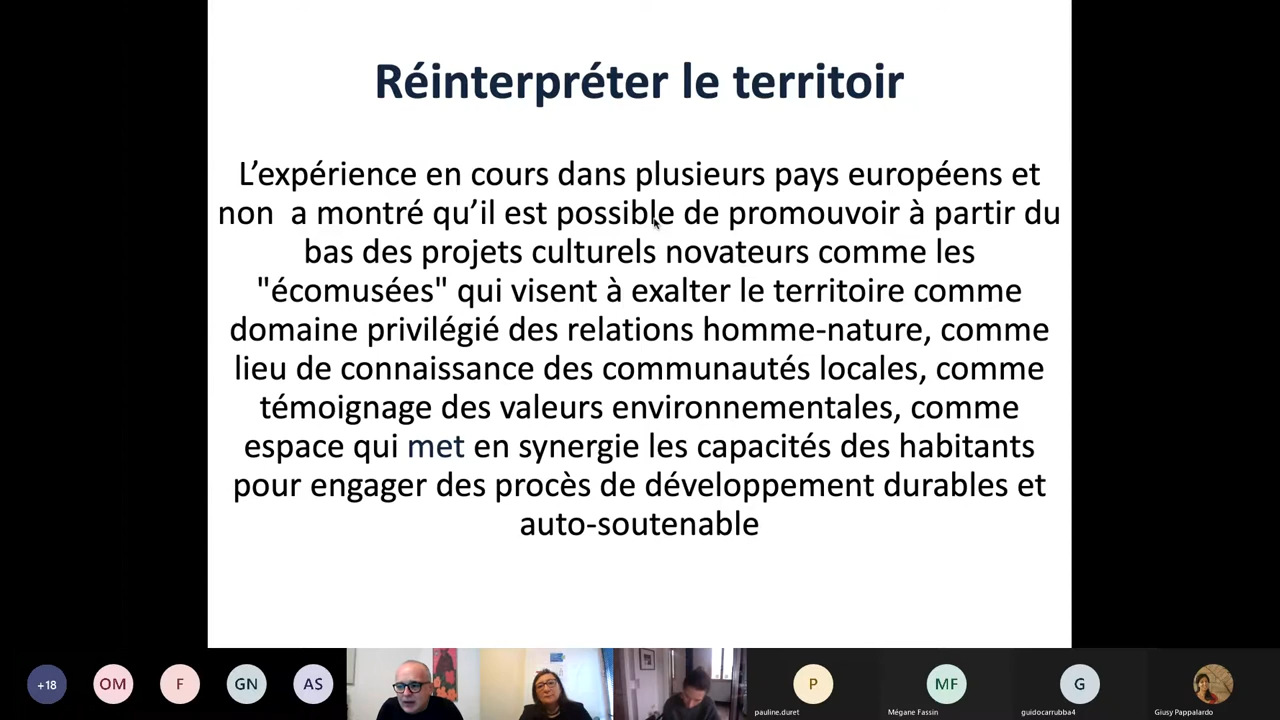 Réinterpréter le territoir
L’expérience en cours dans plusieurs pays européens et
non  a montré qu’il est possible de promouvoir à partir du
bas des projets culturels novateurs comme les
"écomusées" qui visent à exalter le territoire comme
domaine privilégié des relations homme-nature, comme
lieu de connaissance des communautés locales, comme
témoignage des valeurs environnementales, comme
espace qui met en synergie les capacités des habitants
pour engager des procès de développement durables et
auto-soutenable
+18 OM F GN AS P MF G
pauline.duret Mégane Fassin guidocarrubba4 Giusy Pappalardo